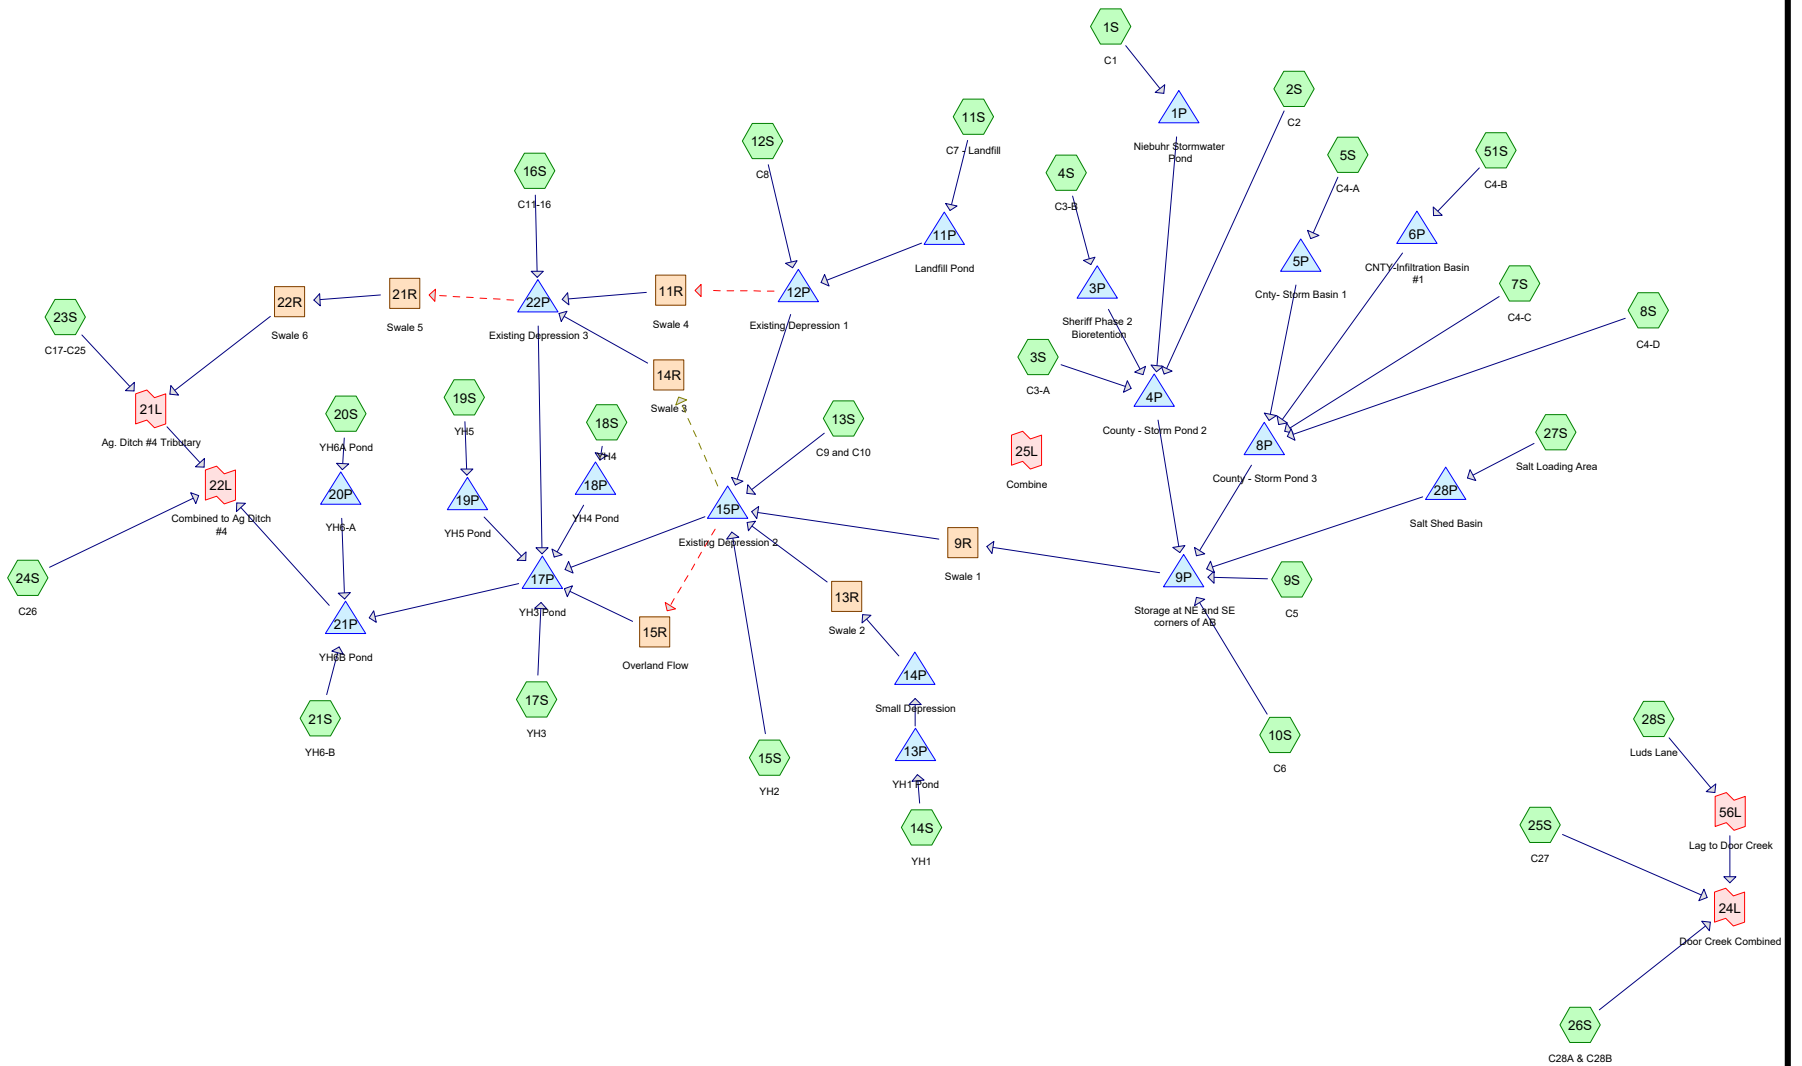 1S
C1
2S
C2
1P
Niebuhr Stormwater
Pond
11S
C7 - Landfill
12S
C8
5S
C4-A
51S
C4-B
16S
C11-16
4S
C3-B
11P
Landfill Pond
6P
CNTY-Infiltration Basin
#1
5P
Cnty- Storm Basin 1
3P
Sheriff Phase 2
Bioretention
7S
C4-C
8S
C4-D
12P
Existing Depression 1
11R
Swale 4
22P
Existing Depression 3
21R
Swale 5
22R
Swale 6
23S
C17-C25
3S
C3-A
4P
County - Storm Pond 2
14R
Swale 3
19S
YH5
21L
Ag. Ditch #4 Tributary
20S
YH6A Pond
18S
YH4
13S
C9 and C10
25L
Combine
8P
County - Storm Pond 3
27S
Salt Loading Area
22L
Combined to Ag Ditch
#4
20P
YH6-A
19P
YH5 Pond
18P
YH4 Pond
15P
Existing Depression 2
28P
Salt Shed Basin
9R
Swale 1
24S
C26
17P
YH3 Pond
9P
Storage at NE and SE
corners of AB
9S
C5
13R
Swale 2
21P
YH6B Pond
15R
Overland Flow
14P
Small Depression
17S
YH3
21S
YH6-B
15S
YH2
13P
YH1 Pond
10S
C6
28S
Luds Lane
14S
YH1
25S
C27
56L
Lag to Door Creek
24L
Door Creek Combined
26S
C28A & C28B